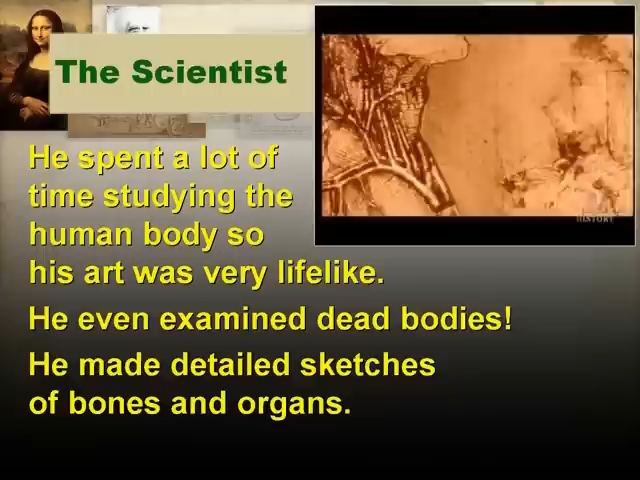 The Scientist
He spent a lot of
time studying the
human body so
his art was very lifelike.
He even examined dead bodies!
He made detailed sketches
of bones and organs.
HISTORY